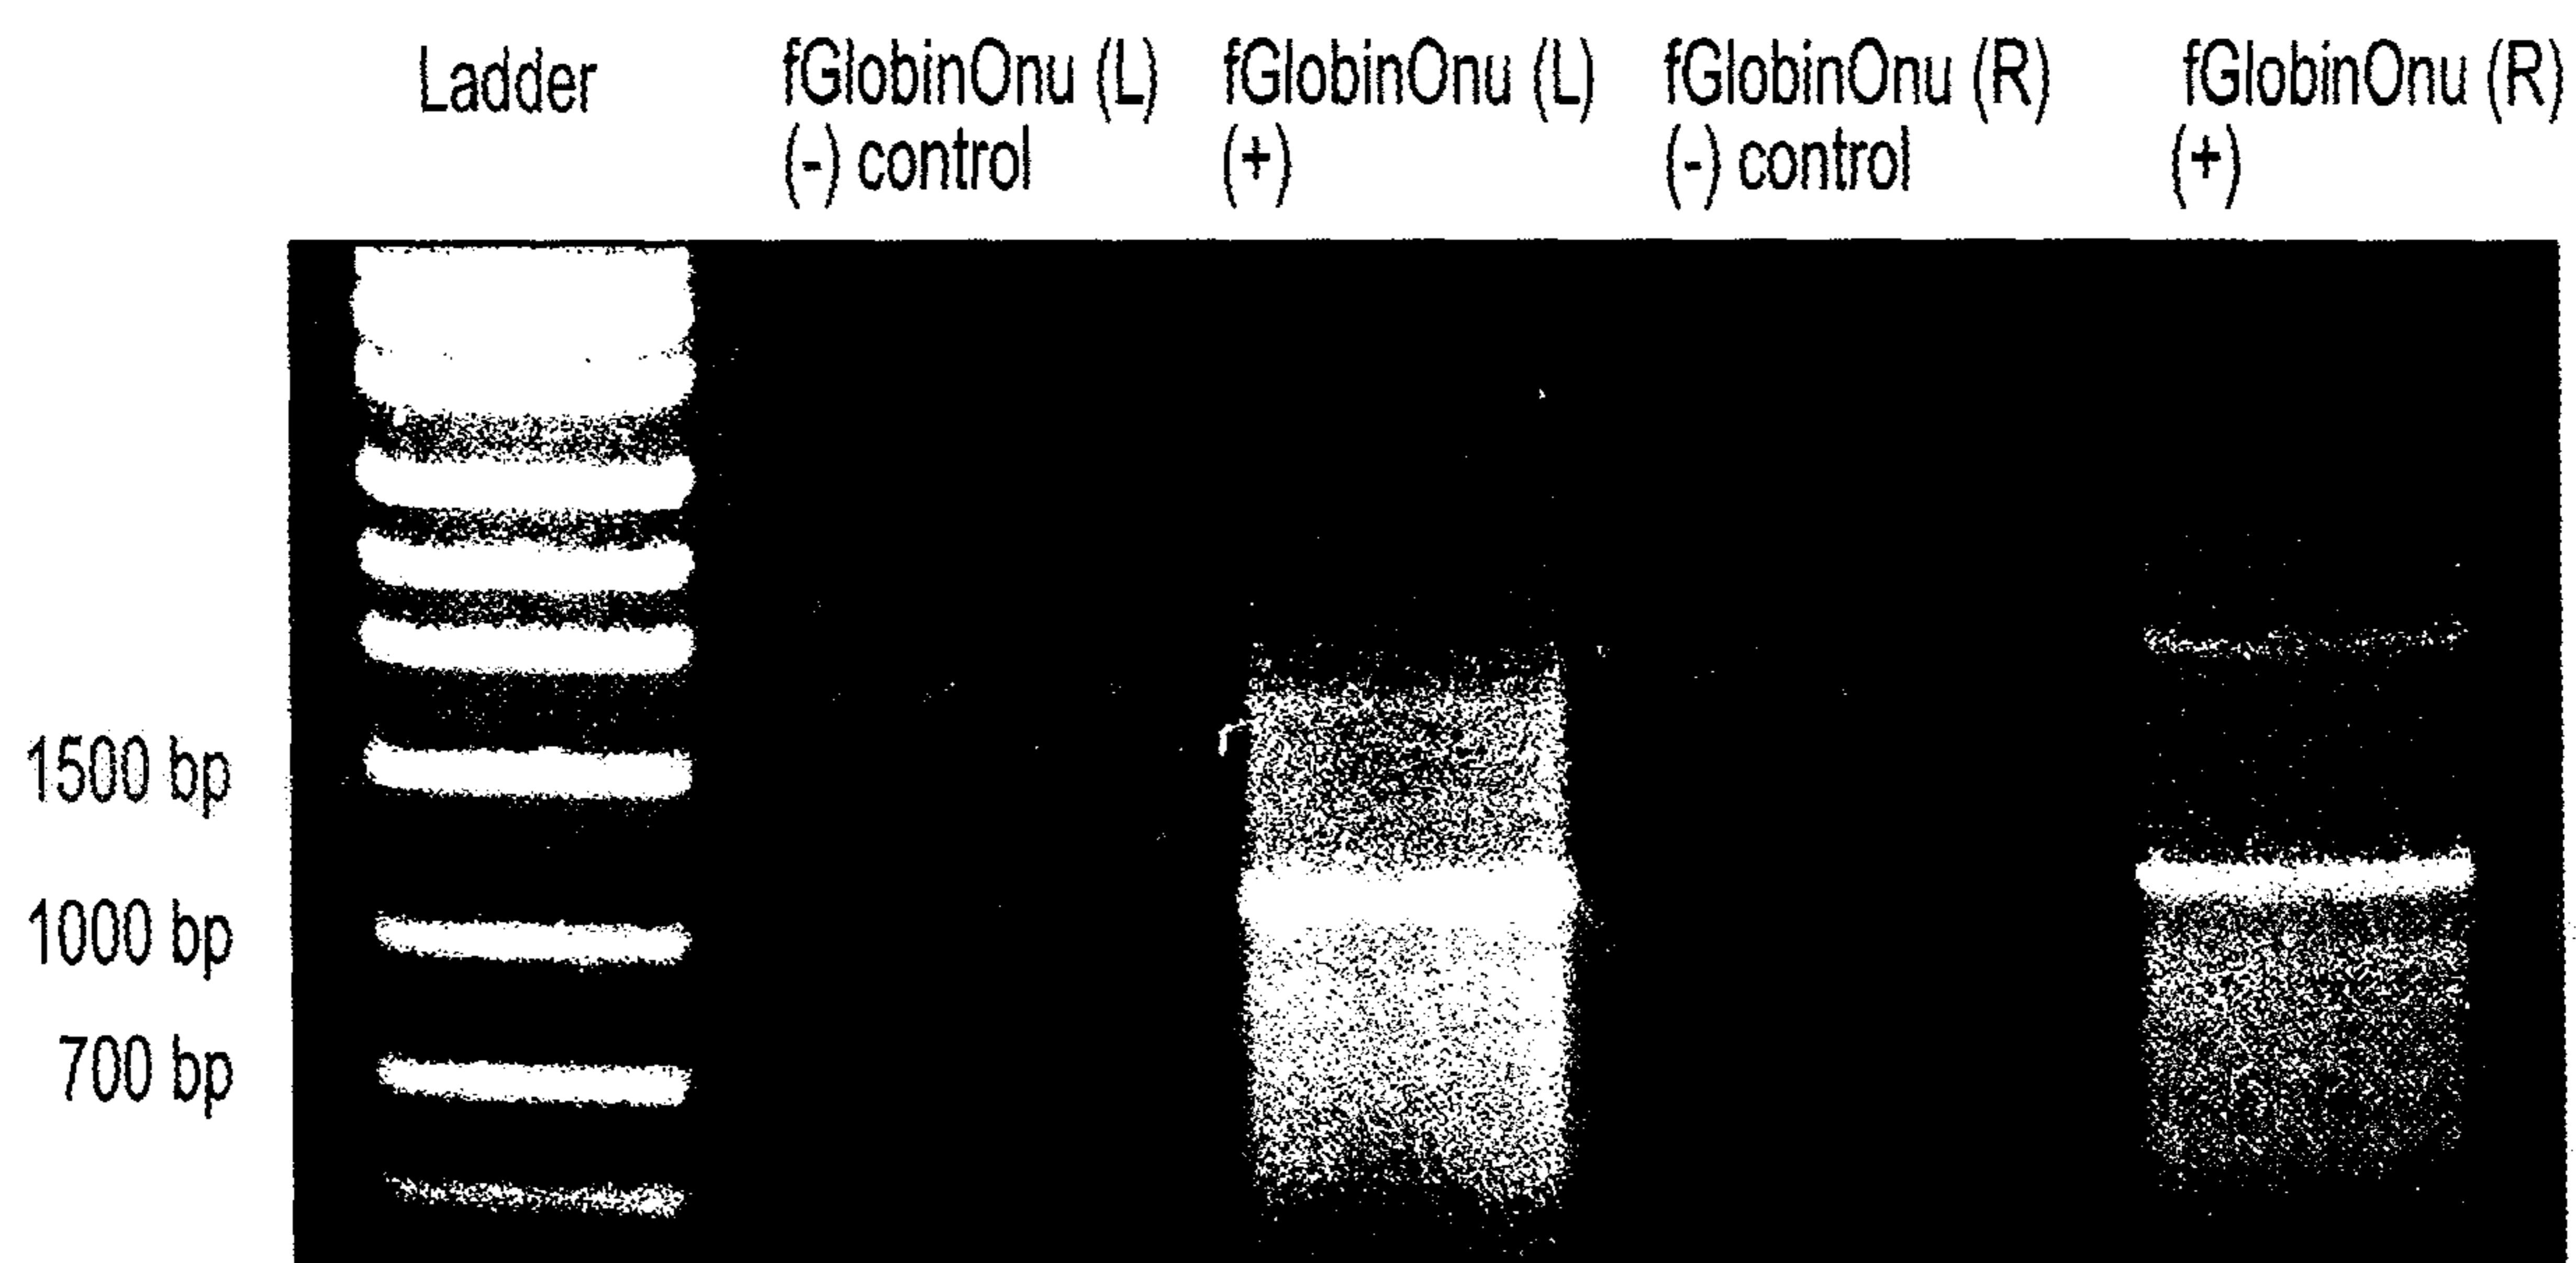 Ladder
fGlobinOnu (L)
(-) control
fGlobinOnu (L)
(+)
fGlobinOnu (R)
(-) control
fGlobinOnu (R)
(+)
1500 bp
1000 bp
700 bp